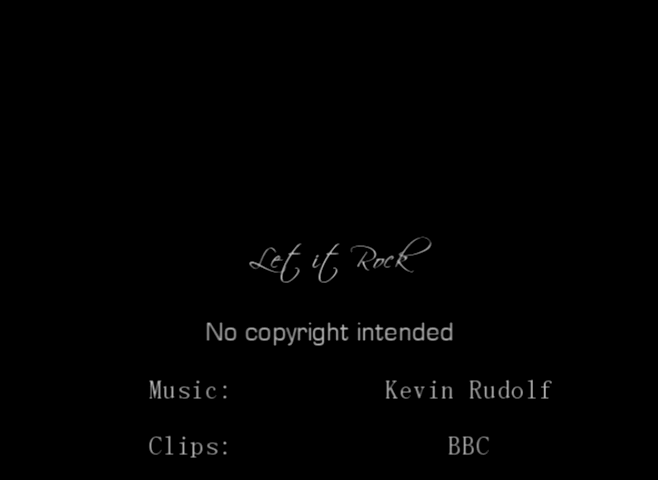 Let it Rock
No copyright intended
Music: Kevin Rudolf
Clips: BBC